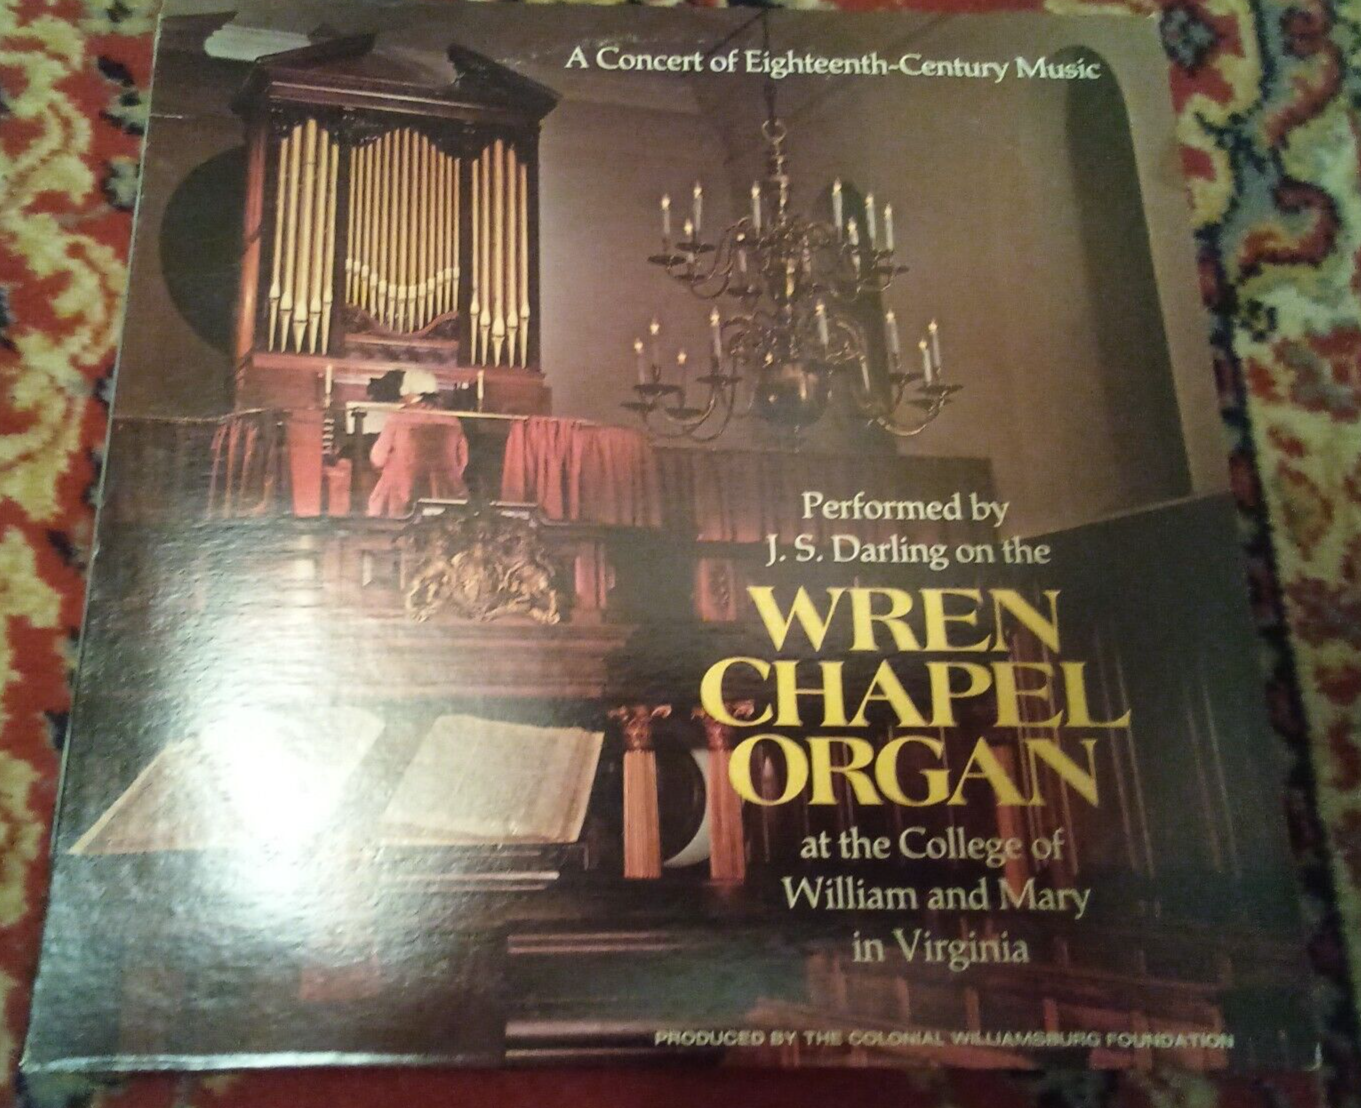 A Concert of Eighteenth-Century Music
Performed by
J. S. Darling on the
WREN
CHAPEL
ORGAN
at the College of
William and Mary
in Virginia
PRODUCED BY THE COLONIAL WILLIAMSBURG FOUNDATION